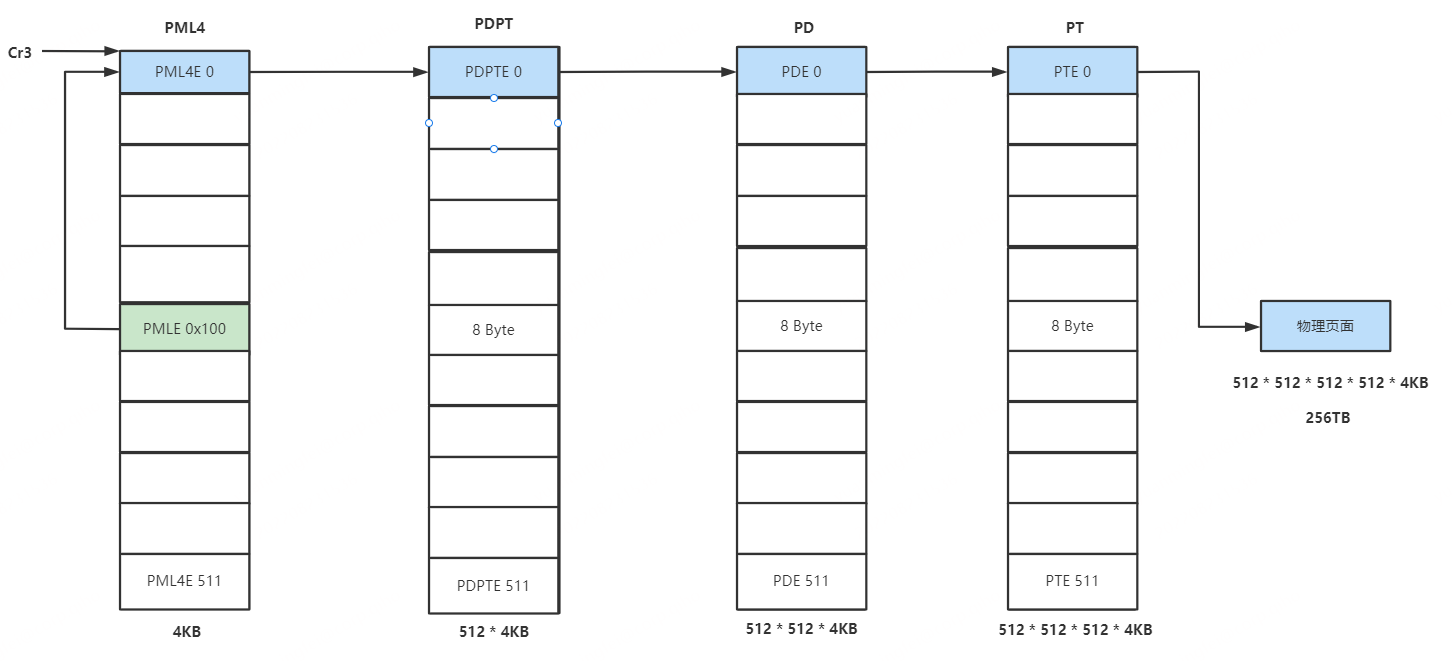 PML4
PDPT
PD
PT
Cr3
PML4E 0
PDPTE 0
PDE 0
PTE 0
PMLE 0x100
8 Byte
8 Byte
8 Byte
物理页面
512 * 512 * 512 * 512 * 4KB
256TB
PML4E 511
PDPTE 511
PDE 511
PTE 511
4KB
512 * 4KB
512 * 512 * 4KB
512 * 512 * 512 * 4KB